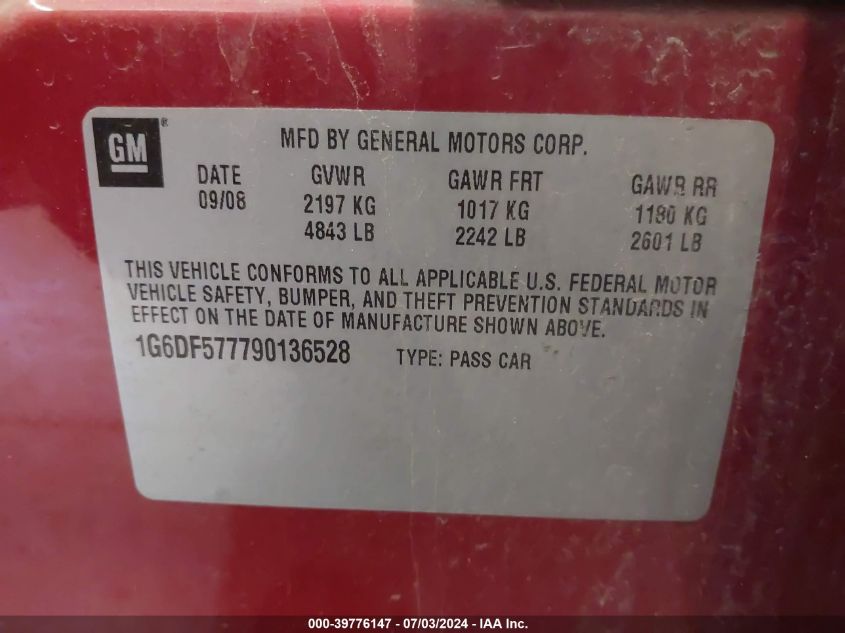 GM®
MFD BY GENERAL MOTORS CORP.
DATE GVWR GAWR FRT GAWR RR
09/08 2197 KG 1017 KG 1180 KG
4843 LB 2242 LB 2601 LB
THIS VEHICLE CONFORMS TO ALL APPLICABLE U.S. FEDERAL MOTOR
VEHICLE SAFETY, BUMPER, AND THEFT PREVENTION STANDARDS IN
EFFECT ON THE DATE OF MANUFACTURE SHOWN ABOVE.
1G6DF577790136528 TYPE: PASS CAR
000-39776147 - 07/03/2024 - IAA Inc.